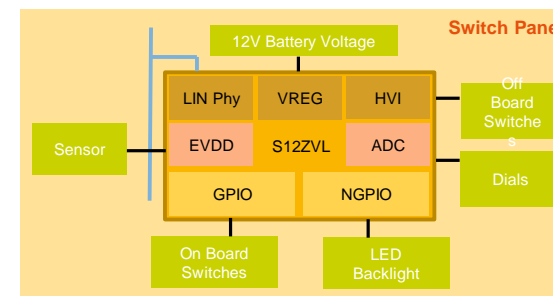 Switch Pane
12V Battery Voltage
LIN Phy
VREG
HVI
Off
Board
Switche
s
Sensor
EVDD
S12ZVL
ADC
Dials
GPIO
NGPIO
On Board
Switches
LED
Backlight